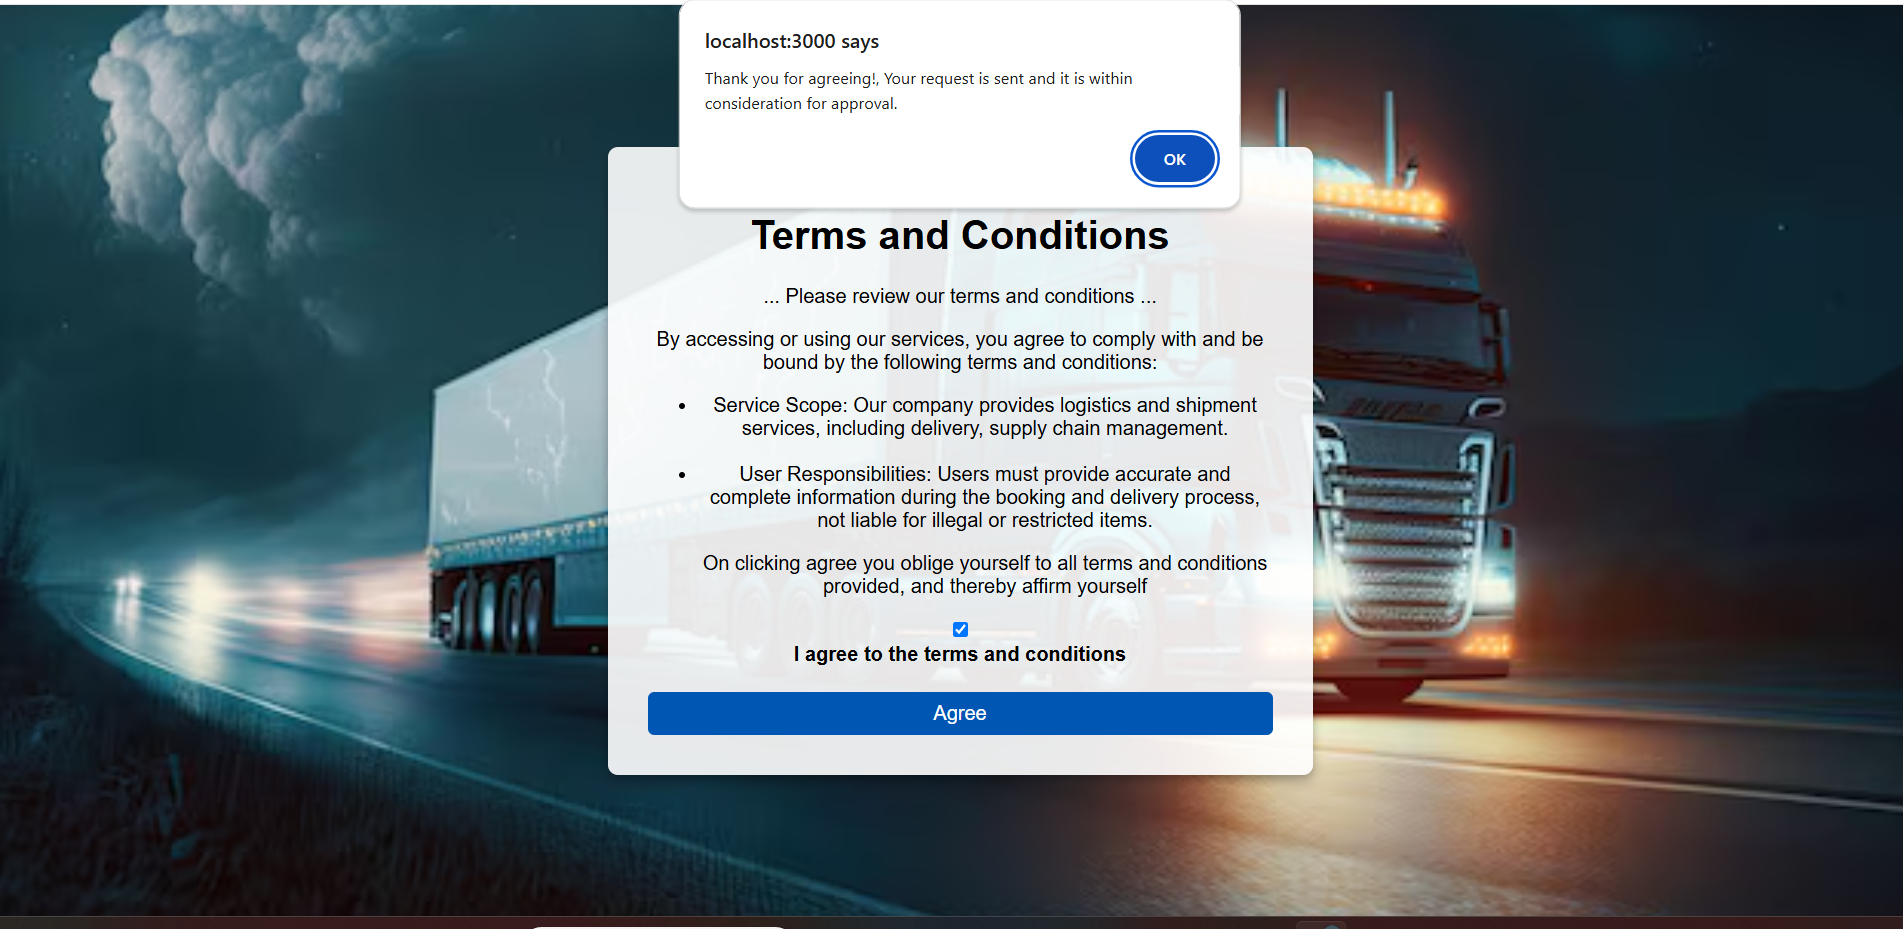 localhost:3000 says
Thank you for agreeing!, Your request is sent and it is within
consideration for approval.
OK
Terms and Conditions
... Please review our terms and conditions ...
By accessing or using our services, you agree to comply with and be
bound by the following terms and conditions:
• Service Scope: Our company provides logistics and shipment
services, including delivery, supply chain management.
• User Responsibilities: Users must provide accurate and
complete information during the booking and delivery process,
not liable for illegal or restricted items.
On clicking agree you oblige yourself to all terms and conditions
provided, and thereby affirm yourself
I agree to the terms and conditions
Agree